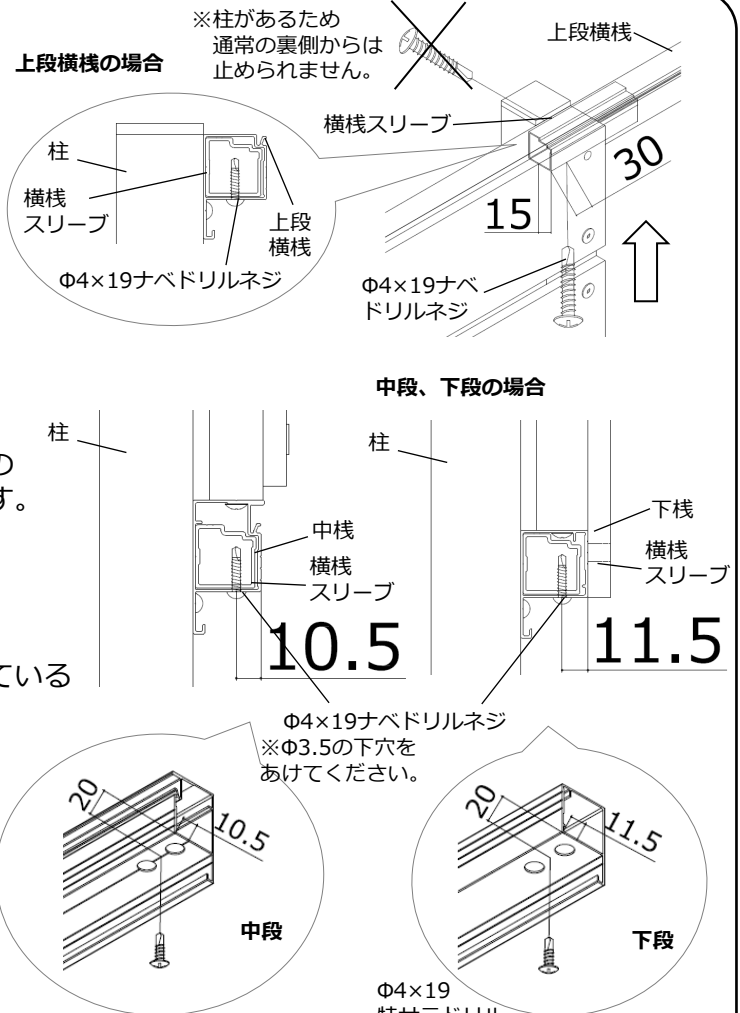 ※柱があるため
通常の裏側からは
止められません。
上段横桟の場合
上段横桟
横桟スリーブ
柱
横桟
スリーブ
上段
横桟
Φ4×19ナベドリルネジ
30
15
Φ4×19ナベ
ドリルネジ
中段、下段の場合
柱
の
す。
中桟
横桟
スリーブ
10.5
ている
柱
下桟
横桟
スリーブ
11.5
Φ4×19ナベドリルネジ
※Φ3.5の下穴を
あけてください。
20
10.5
中段
20
11.5
下段
Φ4×19